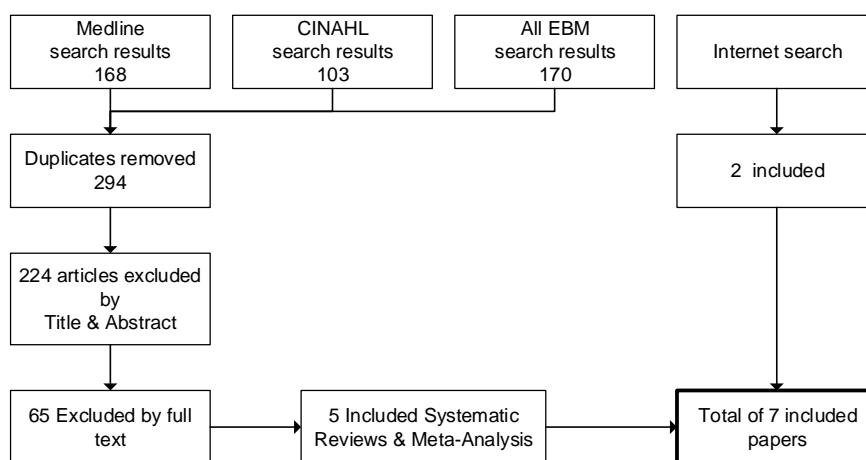 Medline
search results
168
CINAHL
search results
103
All EBM
search results
170
Internet search
Duplicates removed
294
2 included
224 articles excluded
by
Title & Abstract
65 Excluded by full
text
5 Included Systematic
Reviews & Meta-Analysis
Total of 7 included
papers